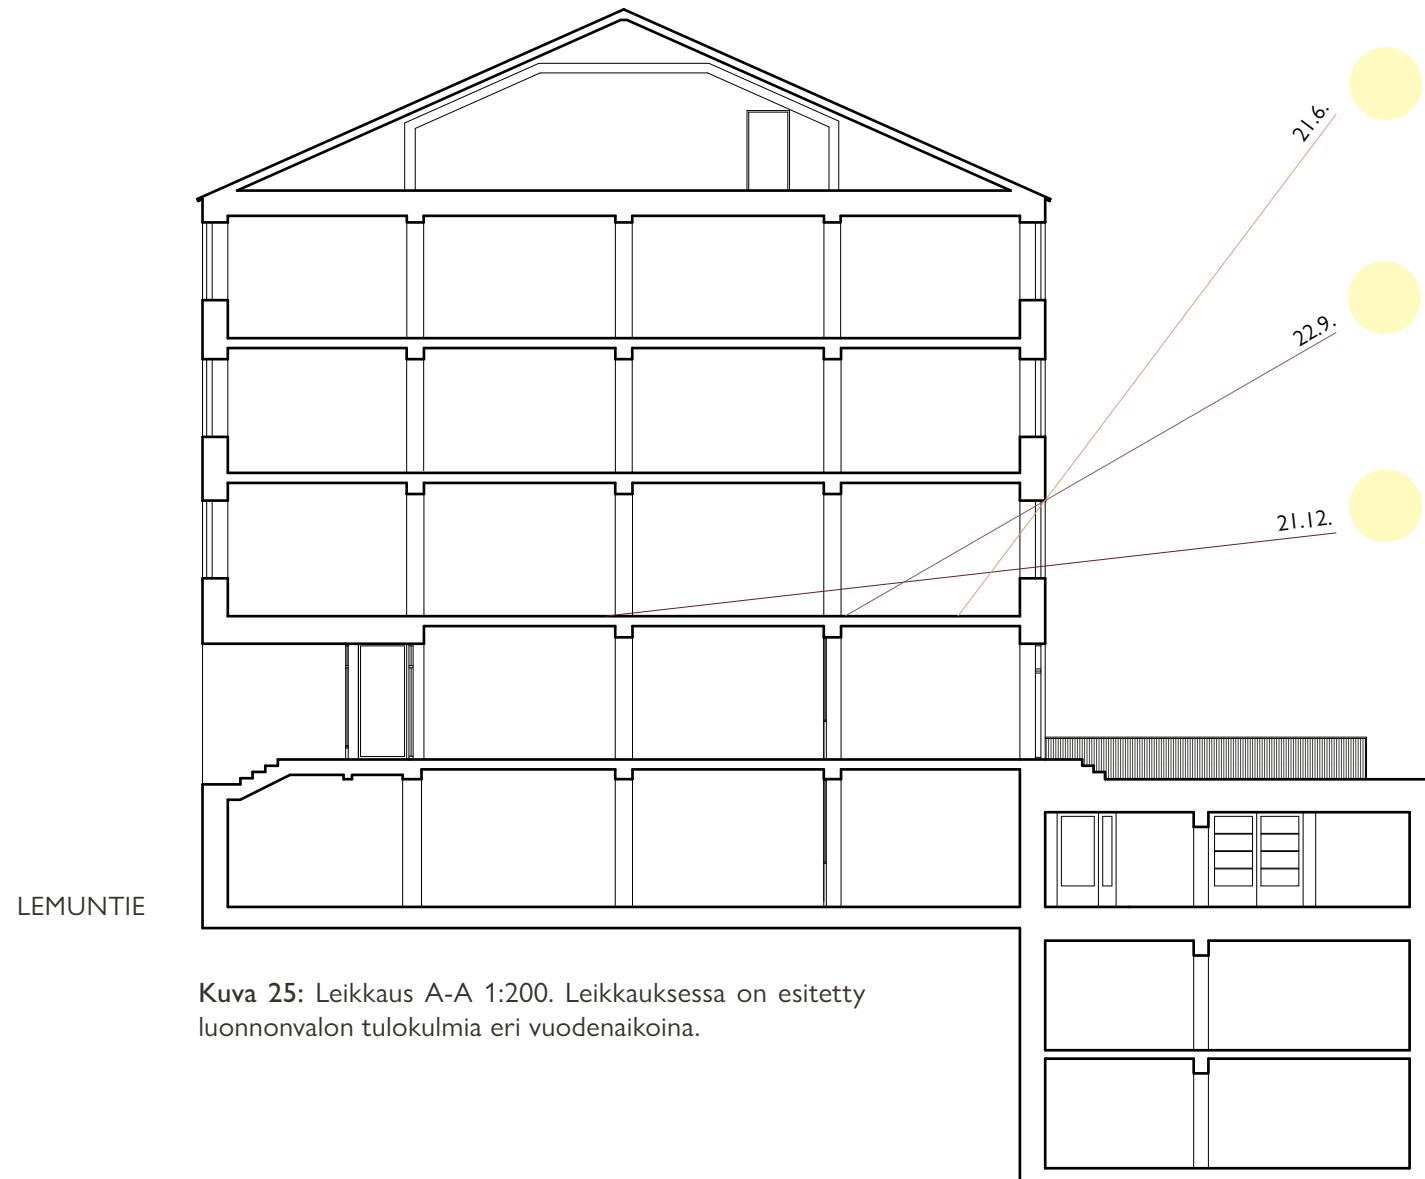 21.6.
22.9.
21.12.
LEMUNTIE
Kuva 25: Leikkaus A-A 1:200. Leikkauksessa on esitetty
luonnonvalon tulokulmia eri vuodenaikoina.